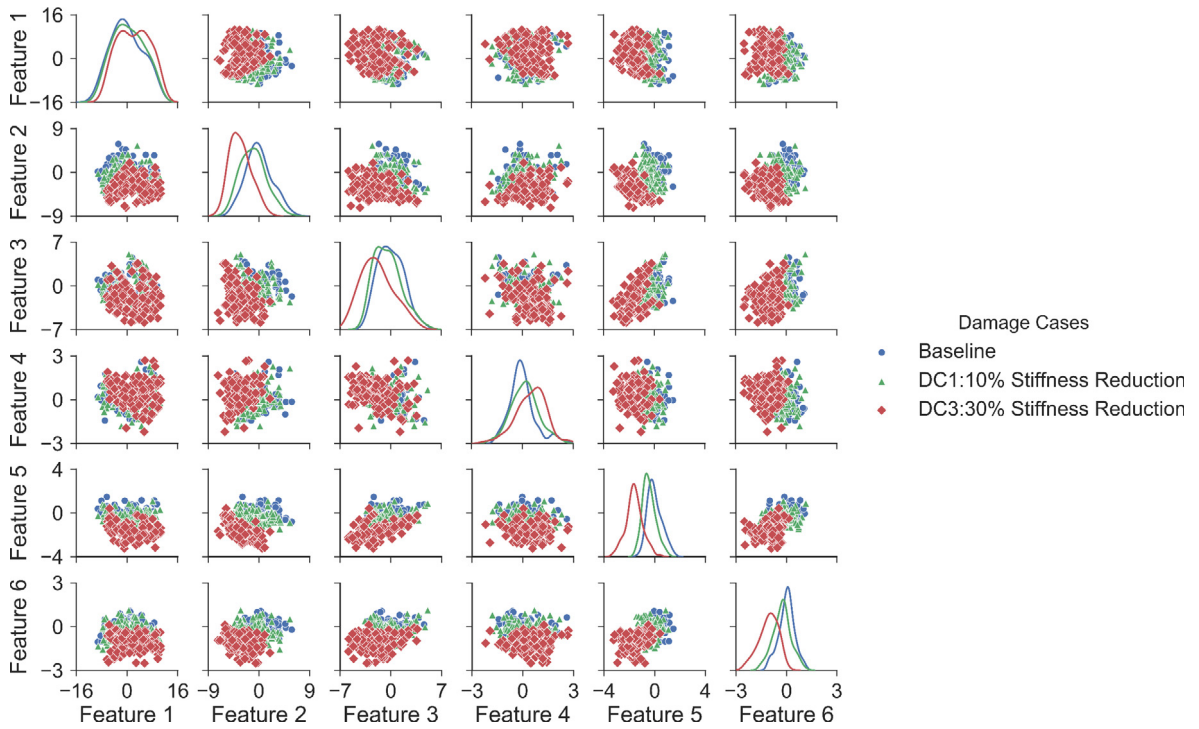 Feature 1
16
0
−16
Feature 2
9
0
−9
Feature 3
7
0
−7
Feature 4
3
0
−3
Feature 5
4
0
−4
Feature 6
3
0
−3
−16 0 16
−9 0 9
−7 0 7
−3 0 3
−4 0 4
−3 0 3
Feature 1
Feature 2
Feature 3
Feature 4
Feature 5
Feature 6
Damage Cases
Baseline
DC1:10% Stiffness Reduction
DC3:30% Stiffness Reduction